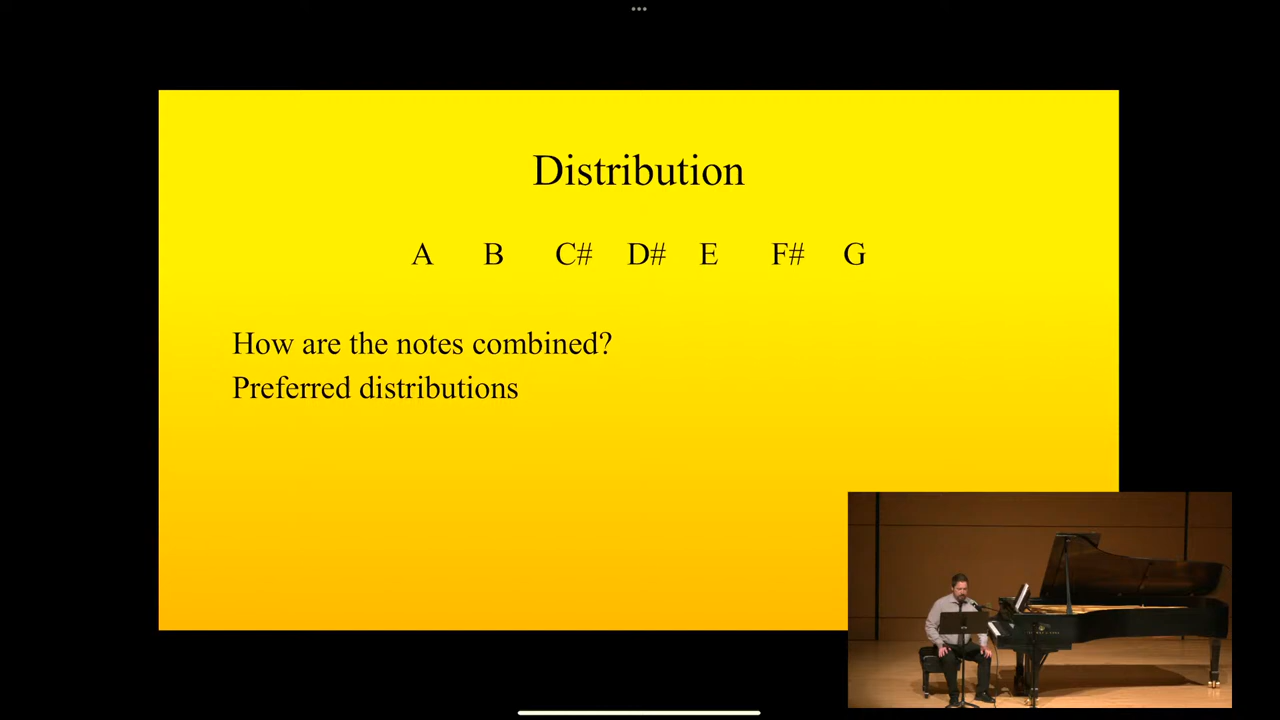 Distribution
A B C# D# E F# G
How are the notes combined?
Preferred distributions